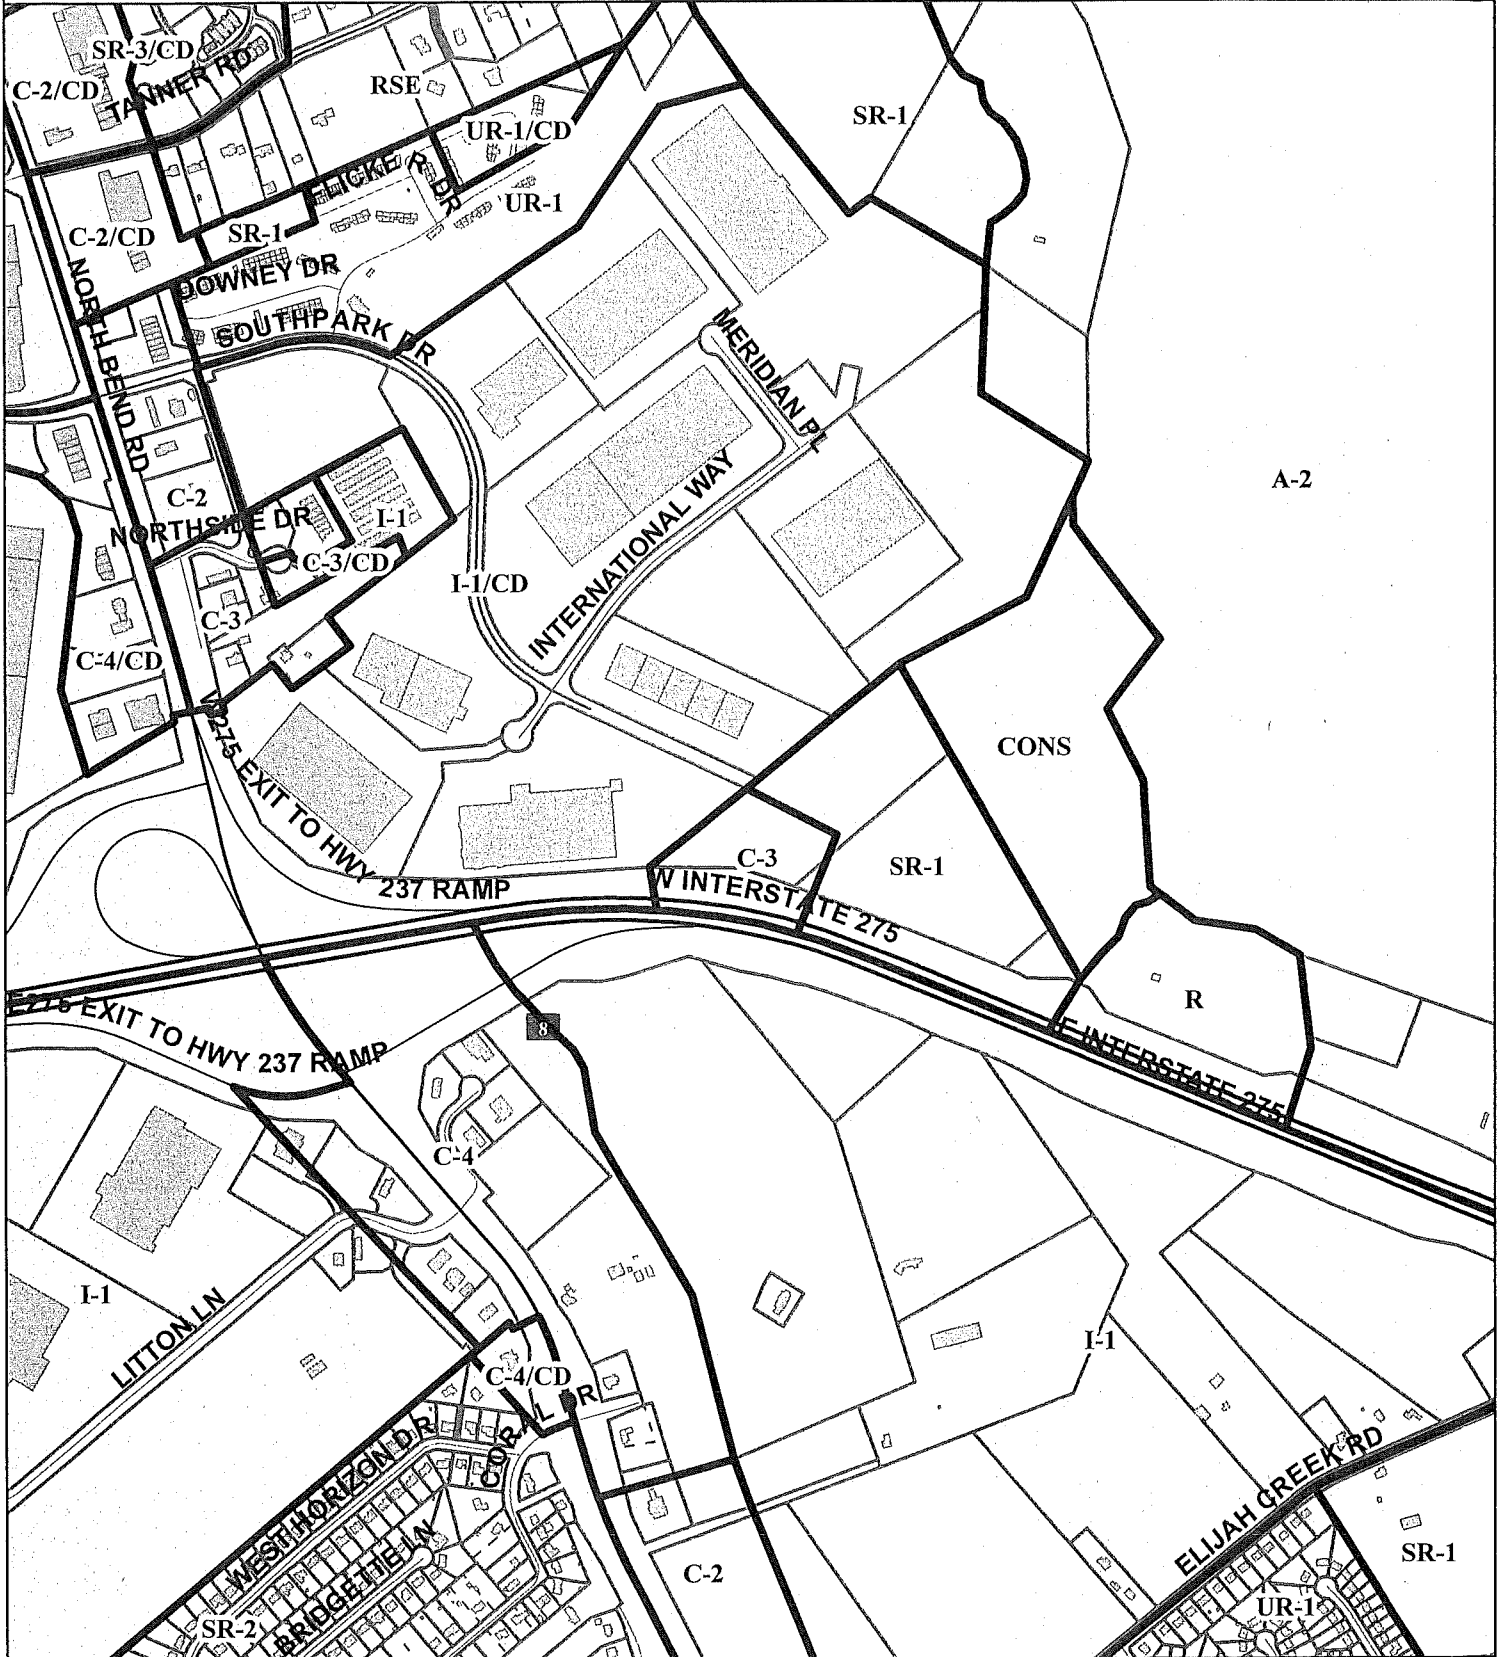 SR-3/CD
C-2/CD
TANNER RD
RSE
SR-1
UR-1/CD
FLICKER DR
UR-1
C-2/CD
SR-1
DOWNEY DR
NORTH BEND RD
SOUTHPARK DR
MERIDIAN PL
A-2
C-2
NORTHSIDE DR
I-1
C-3/CD
INTERNATIONAL WAY
I-1/CD
C-3
C-4/CD
CONS
W 275 EXIT TO HWY 237 RAMP
C-3
SR-1
W INTERSTATE 275
R
E275 EXIT TO HWY 237 RAMP
8
E INTERSTATE 275
C-4
I-1
LITTON LN
I-1
C-4/CD
CORAL DR
WEST HORIZON DR
BRIDGETTE LN
ELIJAH CREEK RD
SR-1
C-2
UR-1
SR-2